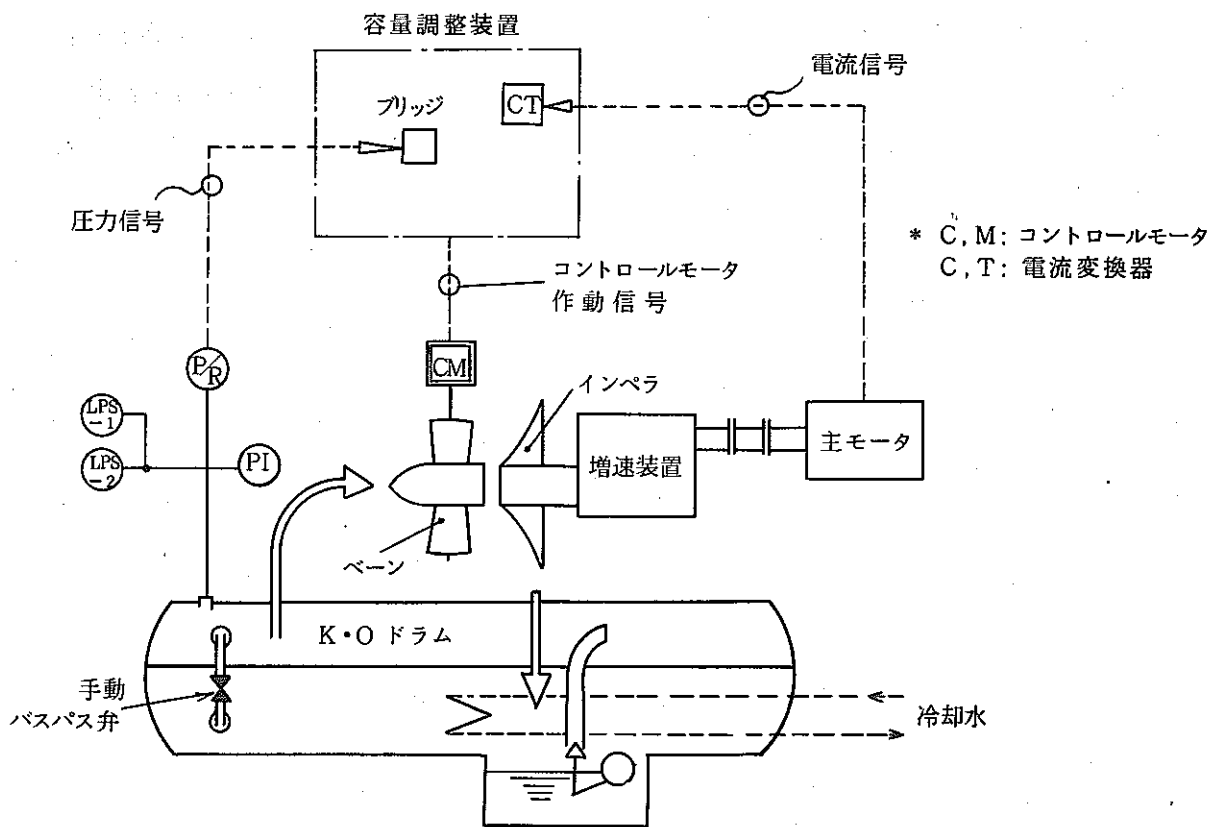 容量調整装置
電流信号
ブリッジ
CT
圧力信号
* C, M: コントロールモータ
C, T: 電流変換器
コントロールモータ
作動信号
CM
P/R
インペラ
LPS
-1
LPS
-2
PI
増速装置
主モータ
ベーン
K・Oドラム
手動
バスパス弁
冷却水